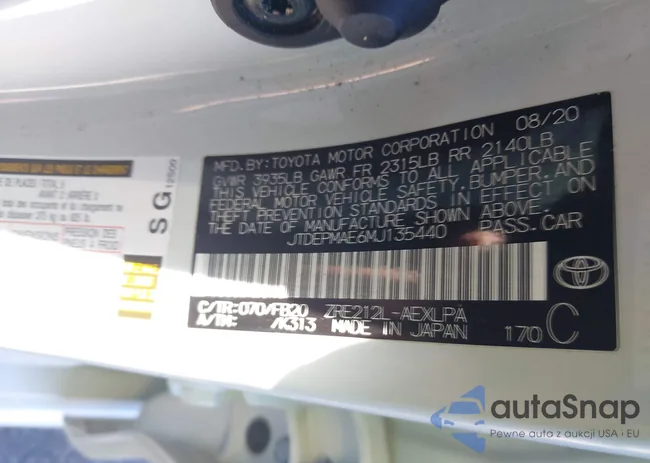 MFD.BY:TOYOTA MOTOR CORPORATION 08/20
GVWR 3935LB GAWR FR 2315LB RR 2140LB
THIS VEHICLE CONFORMS TO ALL APPLICABLE
FEDERAL MOTOR VEHICLE SAFETY,BUMPER,AND
THEFT PREVENTION STANDARDS IN EFFECT ON
THE DATE OF MANUFACTURE SHOWN ABOVE.
JTDEPMAE6MJ135440 PASS.CAR
C/TR:070/FB20 ZRE212L-AEXLPA
A/TM: /K313 MADE IN JAPAN 170 C
TOYOTA
SG
autaSnap
Pewne auta z aukcji USA i EU